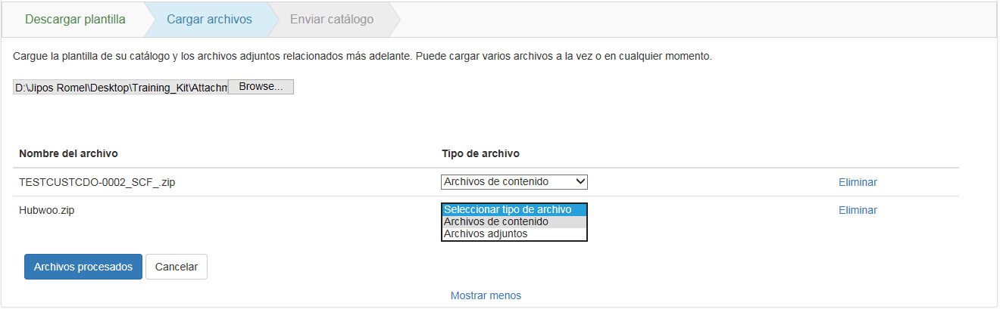 Descargar plantilla Cargar archivos Enviar catálogo
Cargue la plantilla de su catálogo y los archivos adjuntos relacionados más adelante. Puede cargar varios archivos a la vez o en cualquier momento.
D:\Jipos Romel\Desktop\Training_Kit\Attachm Browse...
Nombre del archivo Tipo de archivo
TESTCUSTCDO-0002_SCF_.zip Archivos de contenido Eliminar
Hubwoo.zip Seleccionar tipo de archivo Eliminar
Archivos de contenido
Archivos adjuntos
Archivos procesados Cancelar
Mostrar menos